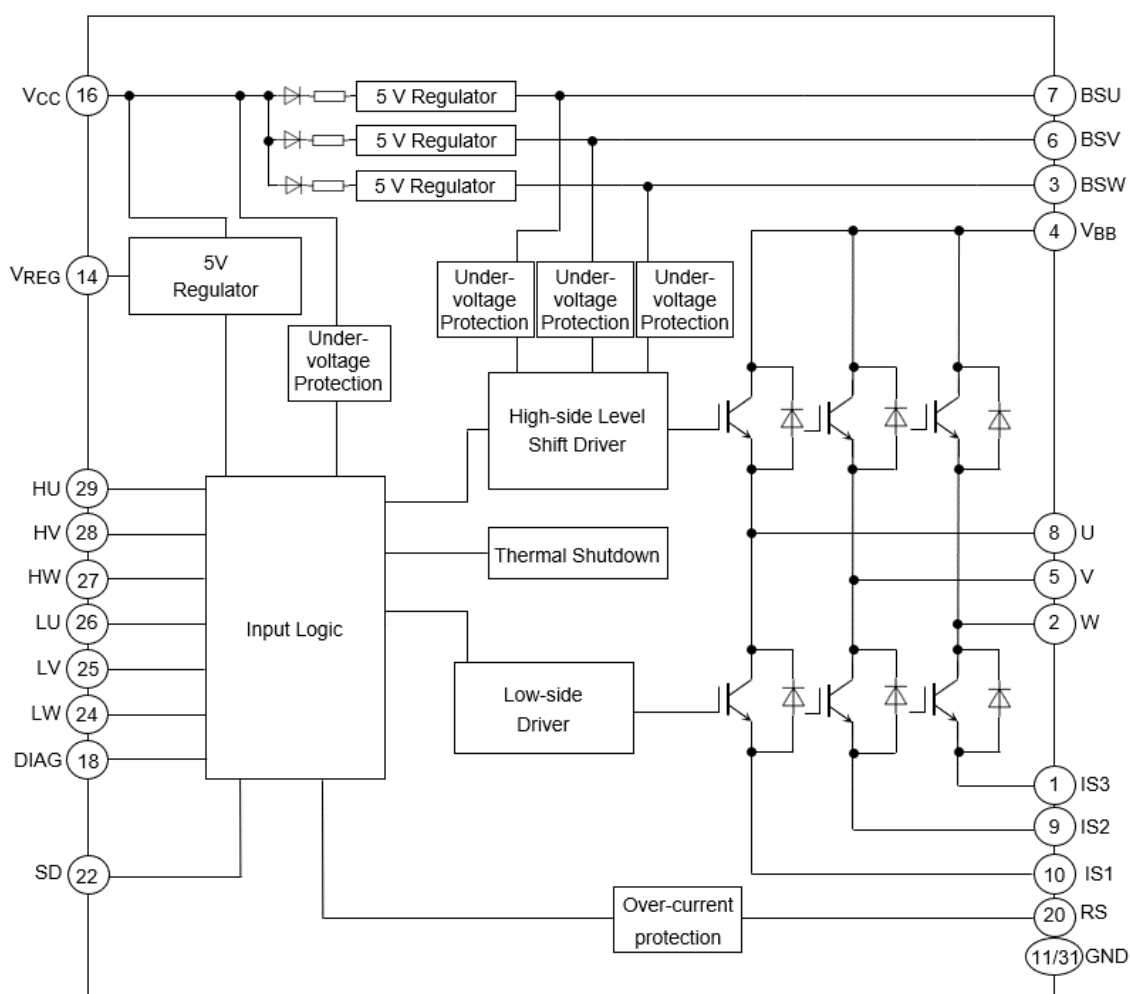 VCC 16
5 V Regulator
7 BSU
5 V Regulator
6 BSV
5 V Regulator
3 BSW
4 VBB
VREG 14
5V
Regulator
Under-
voltage
Protection
Under-
voltage
Protection
Under-
voltage
Protection
Under-
voltage
Protection
High-side Level
Shift Driver
HU 29
HV 28
HW 27
LU 26
LV 25
LW 24
DIAG 18
SD 22
Input Logic
Thermal Shutdown
Low-side
Driver
8 U
5 V
2 W
1 IS3
9 IS2
10 IS1
Over-current
protection
20 RS
11/31 GND